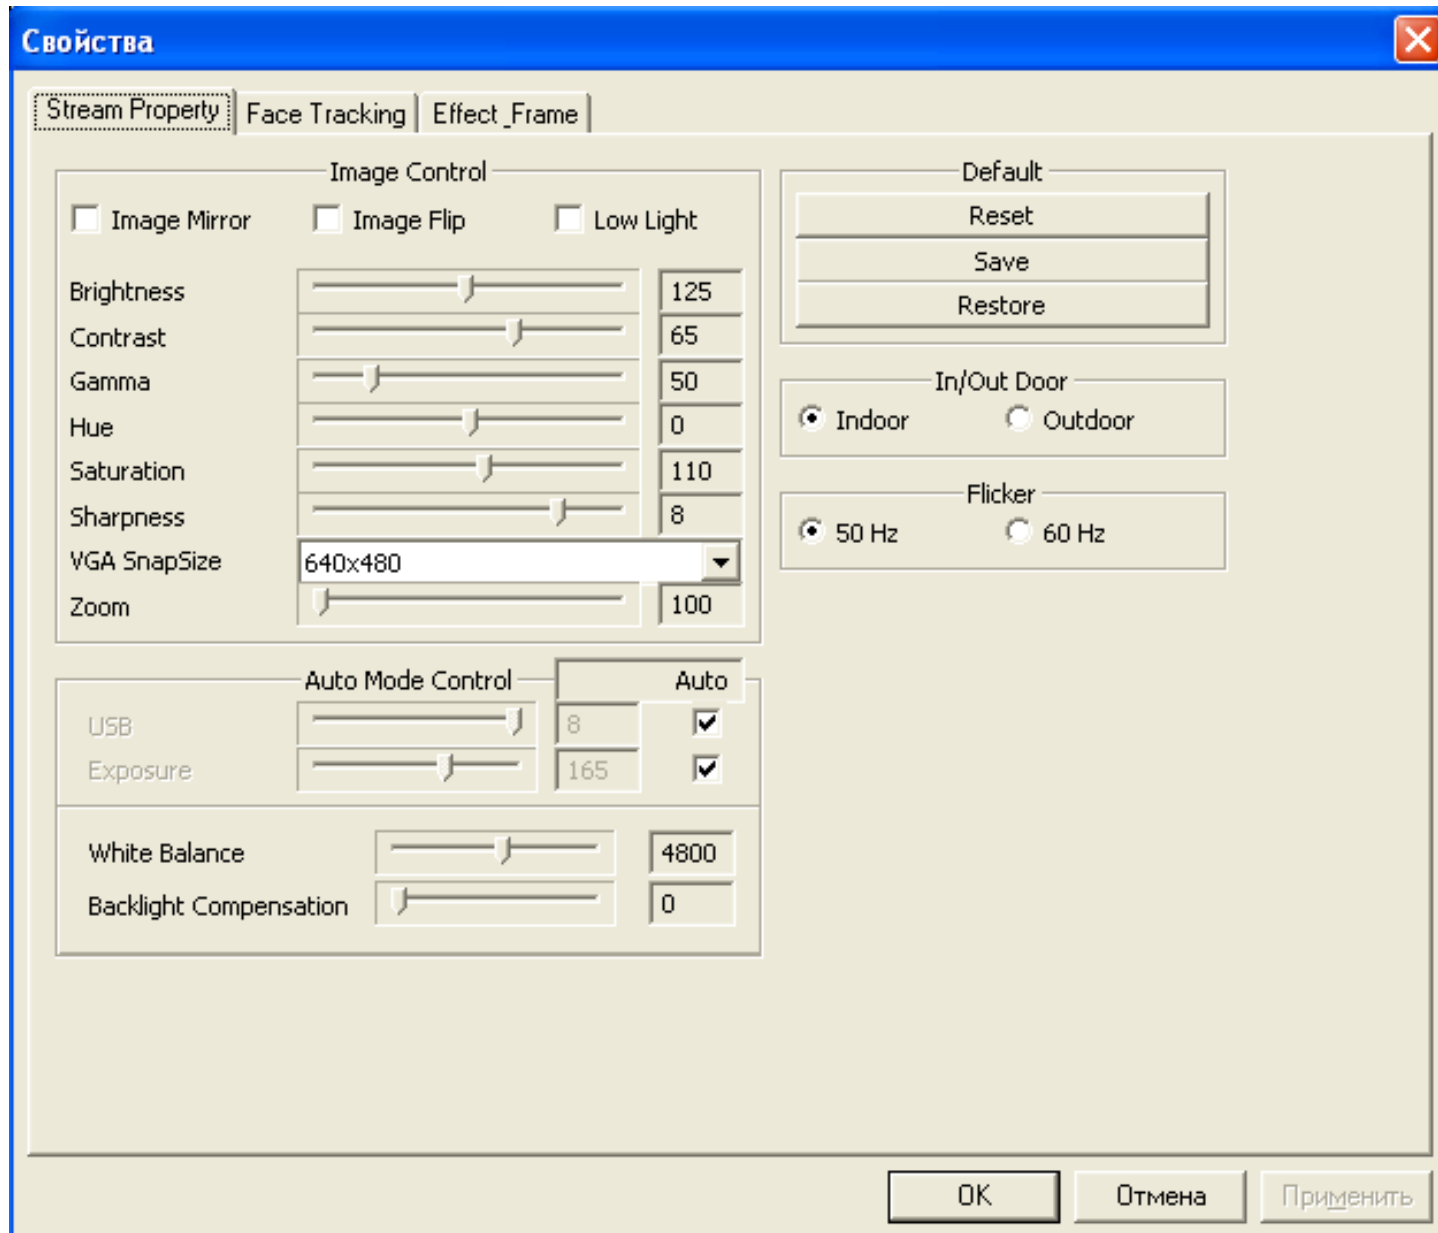 Свойства
Stream Property Face Tracking Effect_Frame
Image Control
Image Mirror Image Flip Low Light
Brightness 125
Contrast 65
Gamma 50
Hue 0
Saturation 110
Sharpness 8
VGA SnapSize 640x480
Zoom 100
Auto Mode Control Auto
USB 8
Exposure 165
White Balance 4800
Backlight Compensation 0
Default
Reset
Save
Restore
In/Out Door
Indoor Outdoor
Flicker
50 Hz 60 Hz
OK Отмена Применить